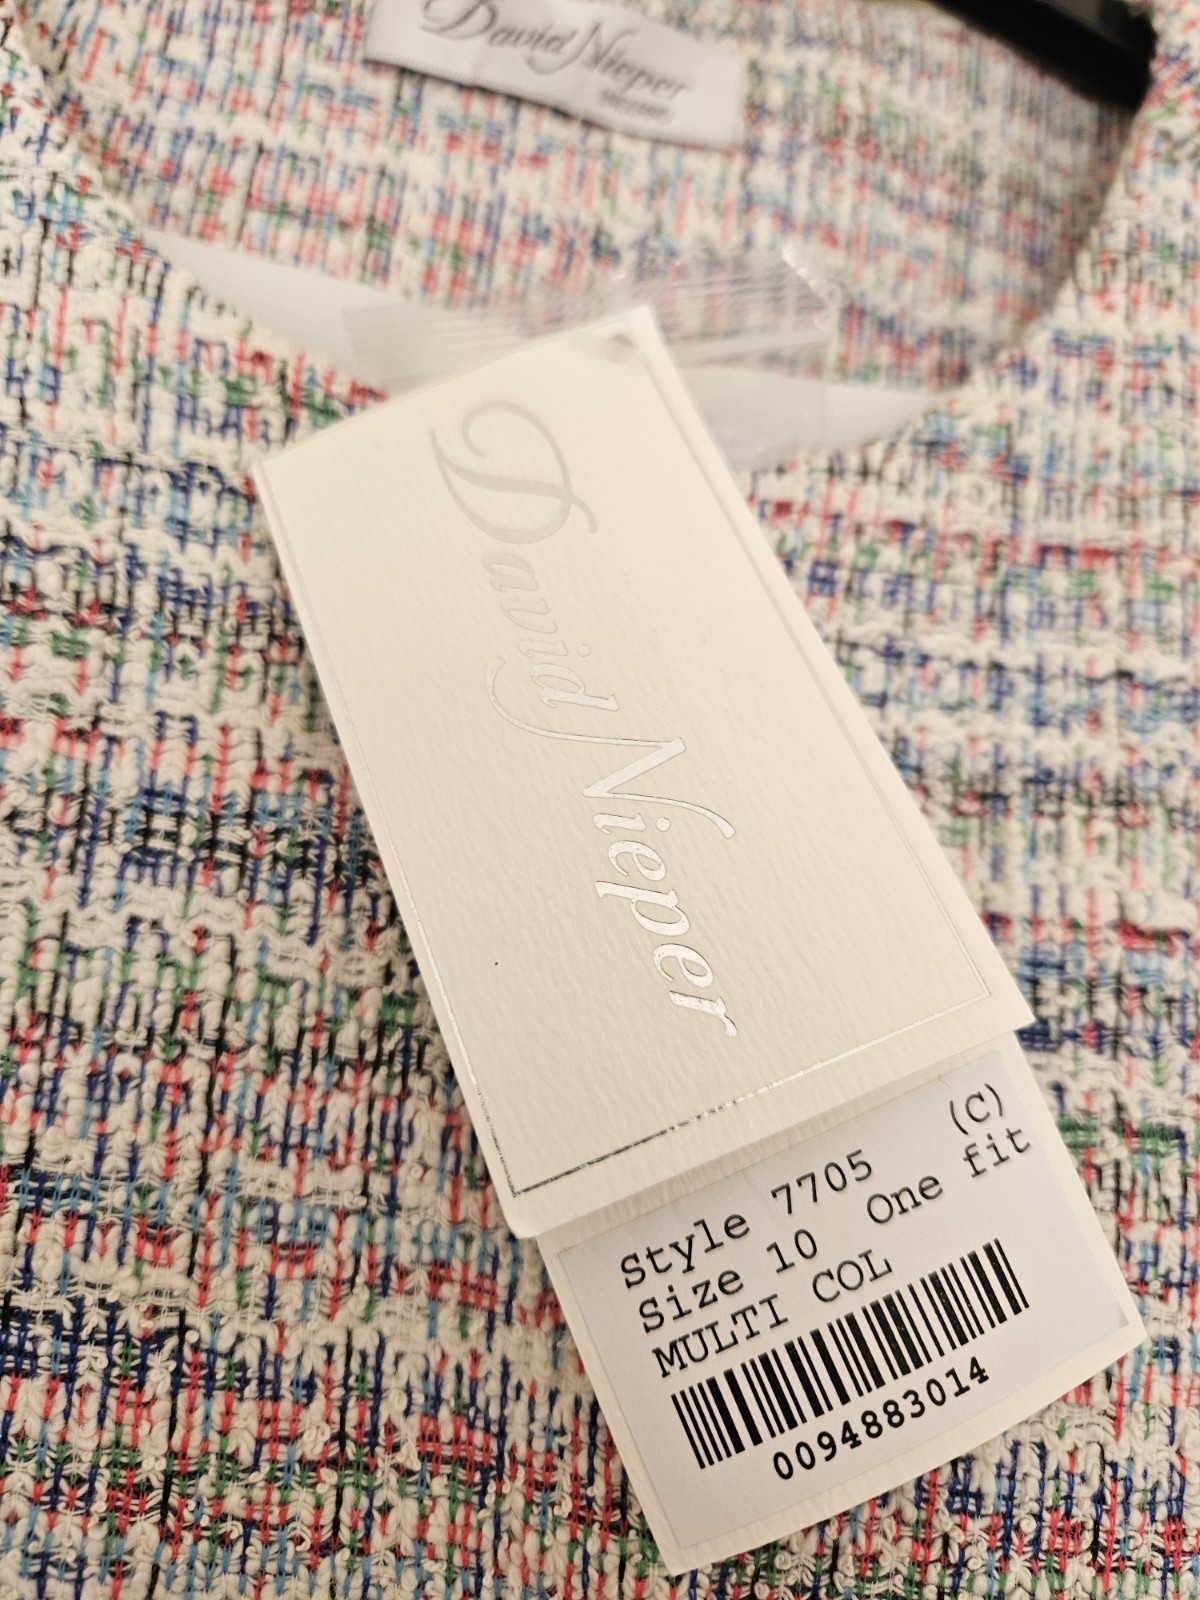 David Nieper
David Nieper
Style 7705 (C)
Size 10 One fit
MULTI COL
0094883014